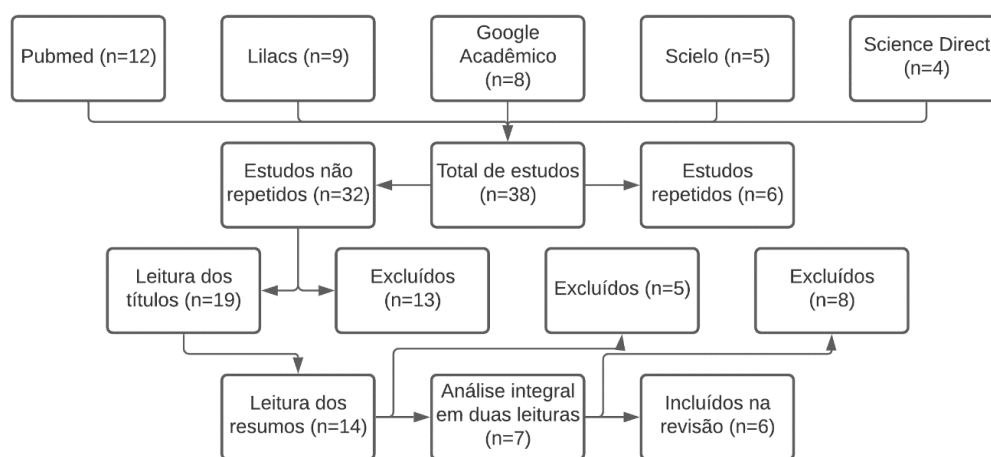 Pubmed (n=12)
Lilacs (n=9)
Google
Acadêmico
(n=8)
Scielo (n=5)
Science Direct
(n=4)
Estudos não
repetidos (n=32)
Total de estudos
(n=38)
Estudos
repetidos (n=6)
Leitura dos
títulos (n=19)
Excluídos
(n=13)
Excluídos (n=5)
Excluídos
(n=8)
Leitura dos
resumos (n=14)
Análise integral
em duas leituras
(n=7)
Incluídos na
revisão (n=6)